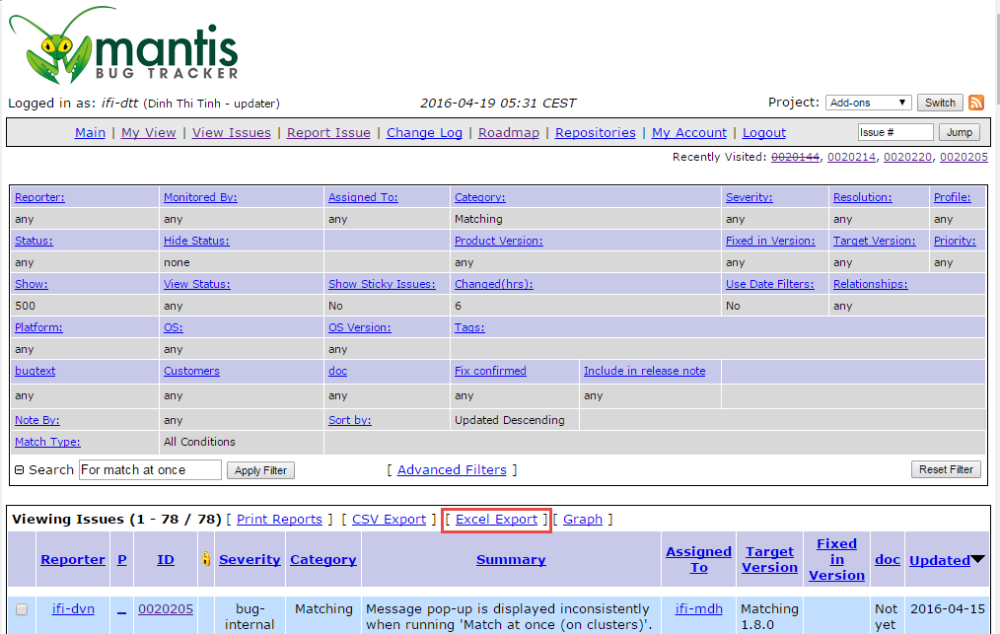 mantis
BUG TRACKER
Logged in as: ifi-dtt (Dinh Thi Tinh - updater) 2016-04-19 05:31 CEST Project: Add-ons Switch
Main | My View | View Issues | Report Issue | Change Log | Roadmap | Repositories | My Account | Logout Issue # Jump
Recently Visited: 0020144, 0020214, 0020220, 0020205
Reporter: Monitored By: Assigned To: Category: Severity: Resolution: Profile:
any any any Matching any any any
Status: Hide Status: Product Version: Fixed in Version: Target Version: Priority:
any none any any any any
Show: View Status: Show Sticky Issues: Changed(hrs): Use Date Filters: Relationships:
500 any No 6 No any
Platform: OS: OS Version: Tags:
any any any
bugtext Customers doc Fix confirmed Include in release note
any any any any any
Note By: any Sort by: Updated Descending
Match Type: All Conditions
Search For match at once Apply Filter [ Advanced Filters ] Reset Filter
Viewing Issues (1 - 78 / 78) [ Print Reports ] [ CSV Export ] [ Excel Export ] [ Graph ]
Reporter P ID Severity Category Summary Assigned To Target Version Fixed in Version doc Updated
ifi-dvn _ 0020205 bug- Matching Message pop-up is displayed inconsistently ifi-mdh Matching Not 2016-04-15
internal when running 'Match at once (on clusters)'. 1.8.0 yet